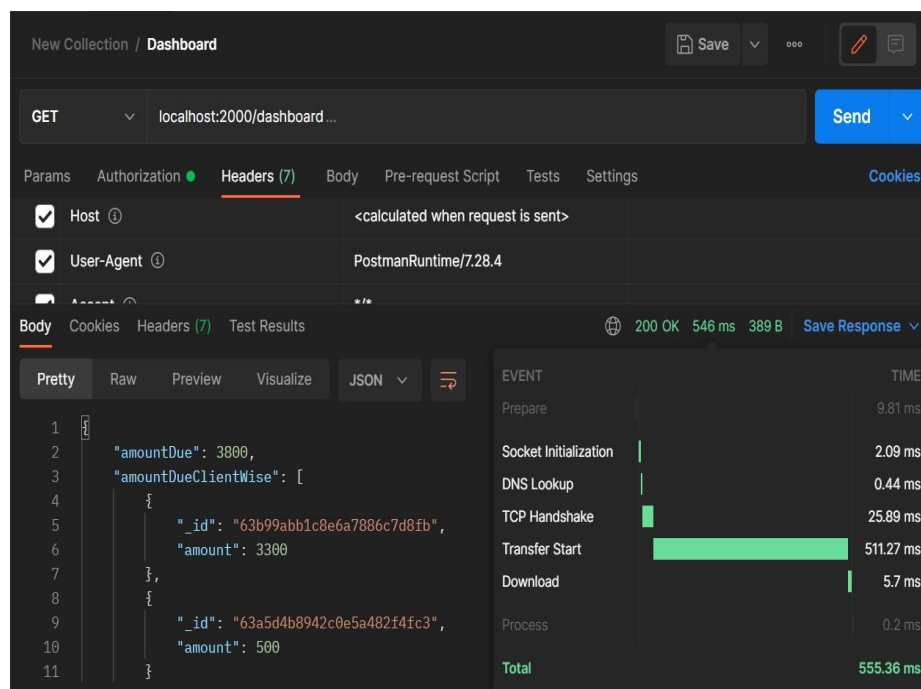 New Collection / Dashboard
Save
ooo
GET
localhost:2000/dashboard...
Send
Params Authorization Headers (7) Body Pre-request Script Tests Settings Cookies
Host <calculated when request is sent>
User-Agent PostmanRuntime/7.28.4
Accept */*
Body Cookies Headers (7) Test Results 200 OK 546 ms 389 B Save Response
Pretty Raw Preview Visualize JSON
1 {
2 "amountDue": 3800,
3 "amountDueClientWise": [
4 {
5 "_id": "63b99abb1c8e6a7886c7d8fb",
6 "amount": 3300
7 },
8 {
9 "_id": "63a5d4b8942c0e5a482f4fc3",
10 "amount": 500
11 }
EVENT TIME
Prepare 9.81 ms
Socket Initialization 2.09 ms
DNS Lookup 0.44 ms
TCP Handshake 25.89 ms
Transfer Start 511.27 ms
Download 5.7 ms
Process 0.2 ms
Total 555.36 ms